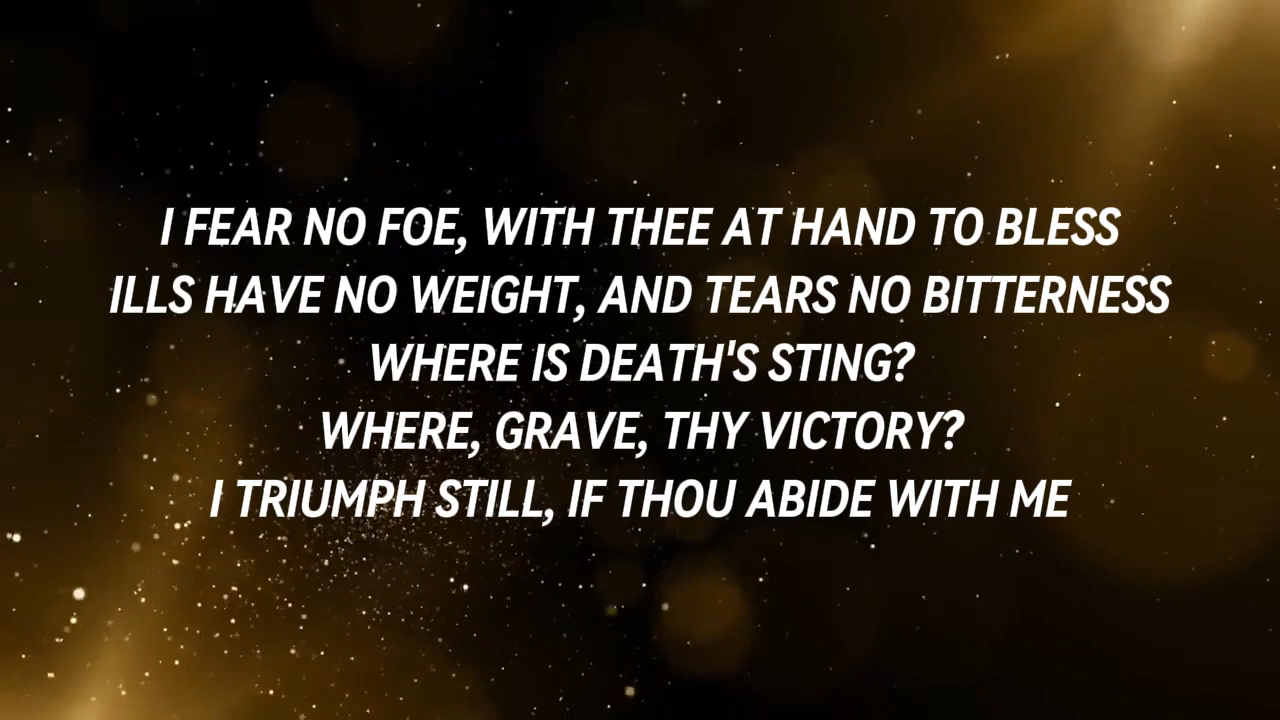 I FEAR NO FOE, WITH THEE AT HAND TO BLESS
ILLS HAVE NO WEIGHT, AND TEARS NO BITTERNESS
WHERE IS DEATH'S STING?
WHERE, GRAVE, THY VICTORY?
I TRIUMPH STILL, IF THOU ABIDE WITH ME